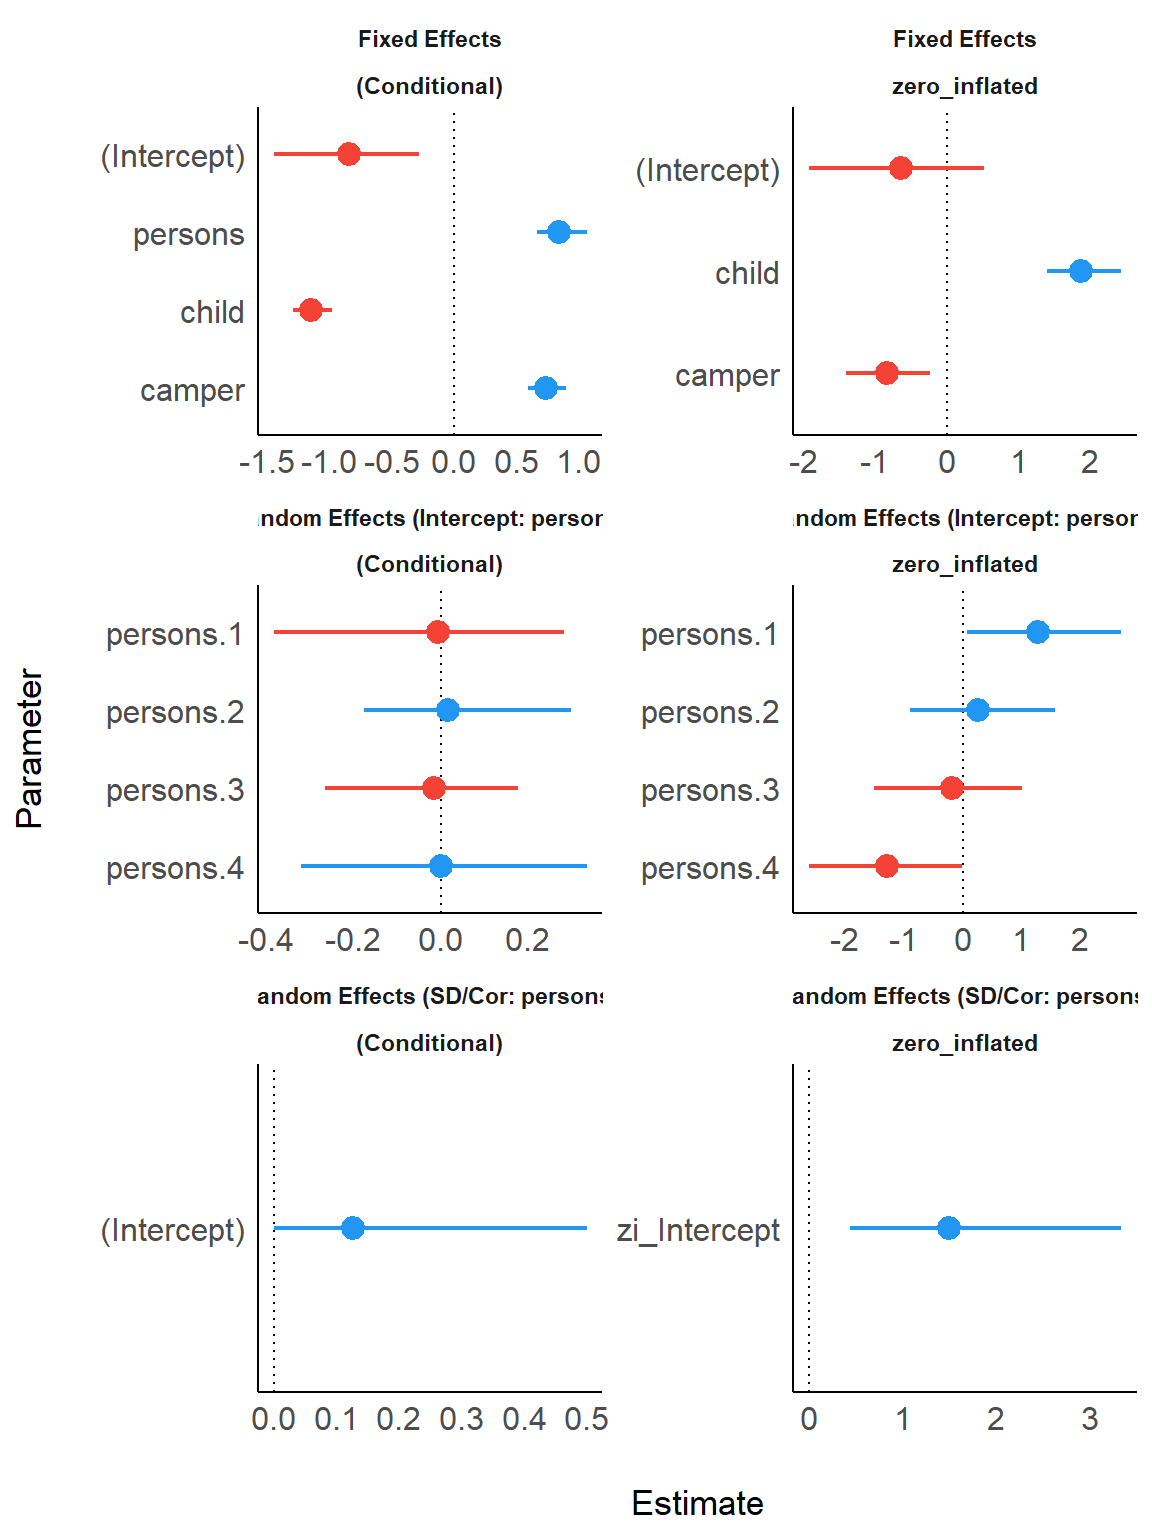 Fixed Effects
(Conditional)
(Intercept)
persons
child
camper
-1.5 -1.0 -0.5 0.0 0.5 1.0
Fixed Effects
zero_inflated
(Intercept)
child
camper
-2 -1 0 1 2
ndom Effects (Intercept: person
(Conditional)
persons.1
persons.2
persons.3
persons.4
-0.4 -0.2 0.0 0.2
ndom Effects (Intercept: person
zero_inflated
persons.1
persons.2
persons.3
persons.4
-2 -1 0 1 2
andom Effects (SD/Cor: persons
(Conditional)
(Intercept)
0.0 0.1 0.2 0.3 0.4 0.5
andom Effects (SD/Cor: persons
zero_inflated
zi_Intercept
0 1 2 3
Parameter
Estimate